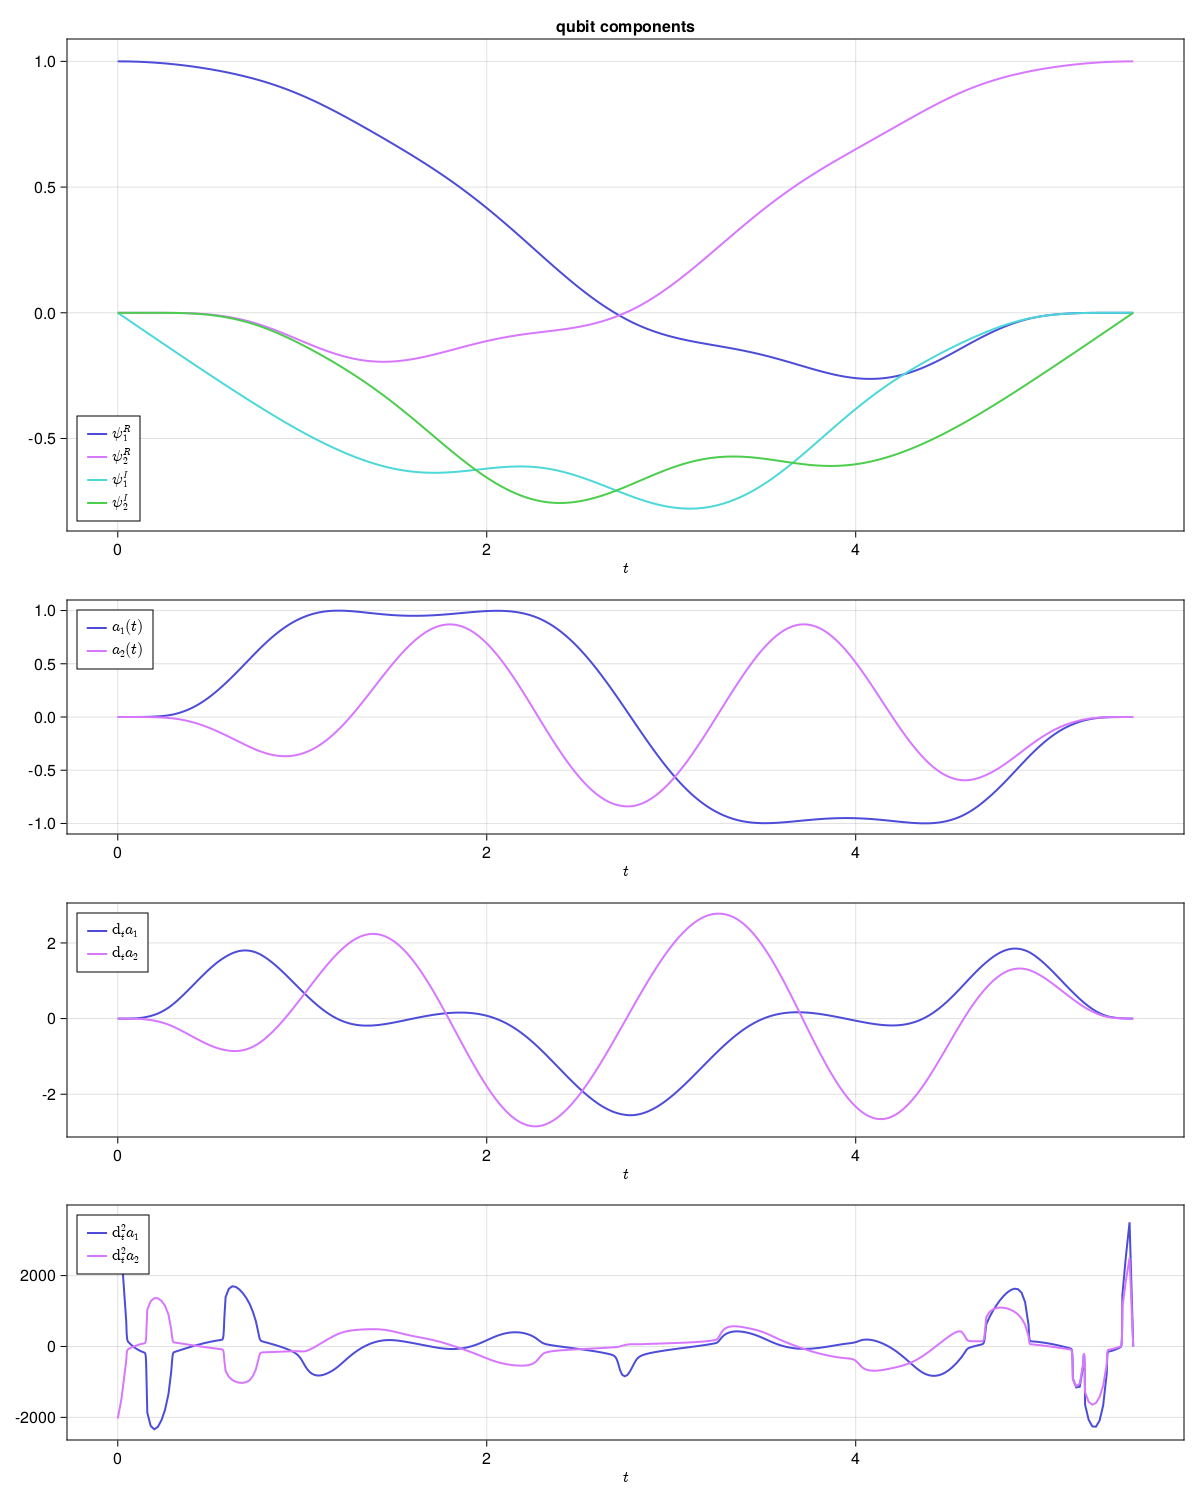 qubit components
1.0
0.5
0.0
-0.5
ψ₁ᴿ
ψ₂ᴿ
ψ₁ᴵ
ψ₂ᴵ
0 2 4
t
1.0
0.5
0.0
-0.5
-1.0
a₁(t)
a₂(t)
0 2 4
t
2
0
-2
dₜa₁
dₜa₂
0 2 4
t
2000
0
-2000
d²ₜa₁
d²ₜa₂
0 2 4
t